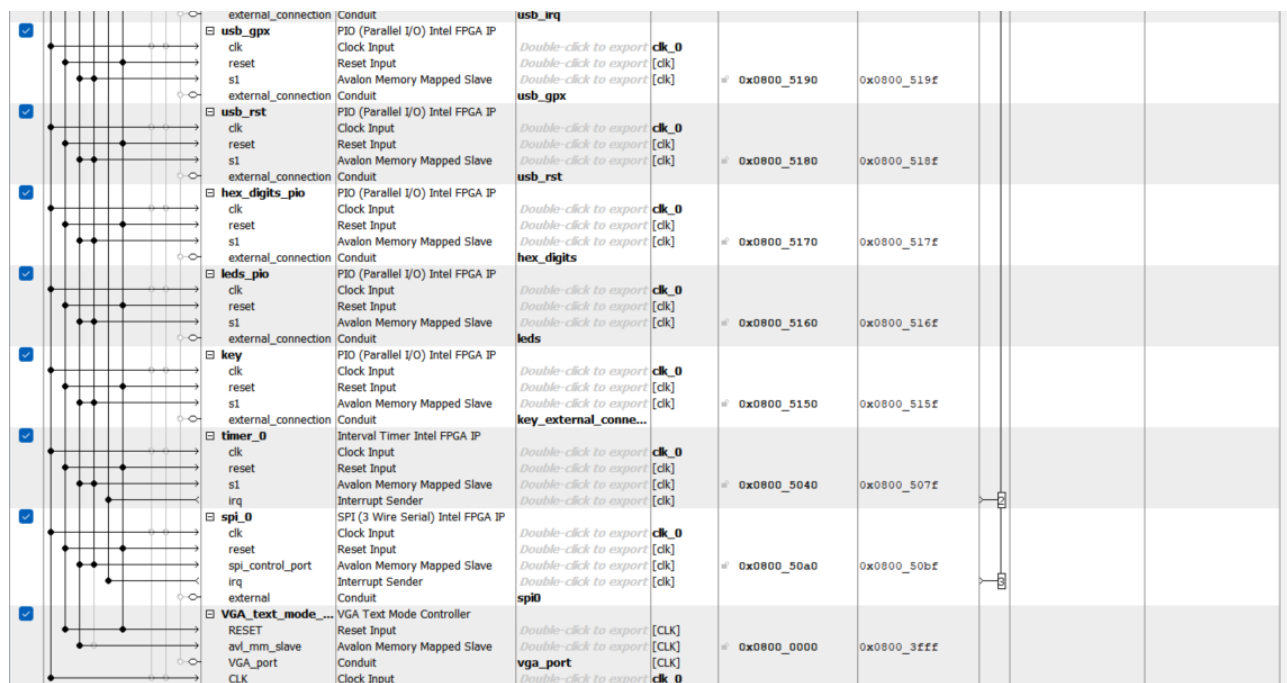 external_connection Conduit usb_irq
usb_gpx PIO (Parallel I/O) Intel FPGA IP
clk Clock Input Double-click to export clk_0
reset Reset Input Double-click to export [clk]
s1 Avalon Memory Mapped Slave Double-click to export [clk] 0x0800_5190 0x0800_519f
external_connection Conduit usb_gpx
usb_rst PIO (Parallel I/O) Intel FPGA IP
clk Clock Input Double-click to export clk_0
reset Reset Input Double-click to export [clk]
s1 Avalon Memory Mapped Slave Double-click to export [clk] 0x0800_5180 0x0800_518f
external_connection Conduit usb_rst
hex_digits_pio PIO (Parallel I/O) Intel FPGA IP
clk Clock Input Double-click to export clk_0
reset Reset Input Double-click to export [clk]
s1 Avalon Memory Mapped Slave Double-click to export [clk] 0x0800_5170 0x0800_517f
external_connection Conduit hex_digits
leds_pio PIO (Parallel I/O) Intel FPGA IP
clk Clock Input Double-click to export clk_0
reset Reset Input Double-click to export [clk]
s1 Avalon Memory Mapped Slave Double-click to export [clk] 0x0800_5160 0x0800_516f
external_connection Conduit leds
key PIO (Parallel I/O) Intel FPGA IP
clk Clock Input Double-click to export clk_0
reset Reset Input Double-click to export [clk]
s1 Avalon Memory Mapped Slave Double-click to export [clk] 0x0800_5150 0x0800_515f
external_connection Conduit key_external_conne...
timer_0 Interval Timer Intel FPGA IP
clk Clock Input Double-click to export clk_0
reset Reset Input Double-click to export [clk]
s1 Avalon Memory Mapped Slave Double-click to export [clk] 0x0800_5040 0x0800_507f
irq Interrupt Sender Double-click to export [clk] 2
spi_0 SPI (3 Wire Serial) Intel FPGA IP
clk Clock Input Double-click to export clk_0
reset Reset Input Double-click to export [clk]
spi_control_port Avalon Memory Mapped Slave Double-click to export [clk] 0x0800_50a0 0x0800_50bf
irq Interrupt Sender Double-click to export [clk] 3
external Conduit spi0
VGA_text_mode_... VGA Text Mode Controller
RESET Reset Input Double-click to export [CLK]
avl_mm_slave Avalon Memory Mapped Slave Double-click to export [CLK] 0x0800_0000 0x0800_3fff
VGA_port Conduit vga_port [CLK]
CLK Clock Input Double-click to export clk_0